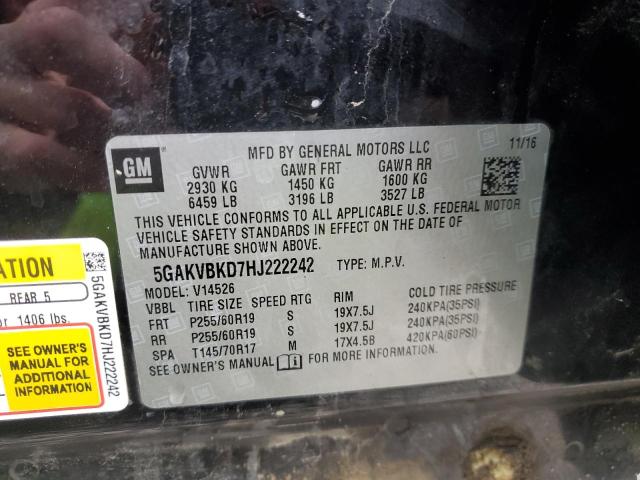 GM
MFD BY GENERAL MOTORS LLC
11/16
GVWR GAWR FRT GAWR RR
2930 KG 1450 KG 1600 KG
6459 LB 3196 LB 3527 LB
THIS VEHICLE CONFORMS TO ALL APPLICABLE U.S. FEDERAL MOTOR
VEHICLE SAFETY STANDARDS IN EFFECT ON THE DATE OF
MANUFACTURE SHOWN ABOVE.
5GAKVBKD7HJ222242 TYPE: M.P.V.
MODEL: V14526
VBBL TIRE SIZE SPEED RTG RIM COLD TIRE PRESSURE
FRT P255/60R19 S 19X7.5J 240KPA(35PSI)
RR P255/60R19 S 19X7.5J 240KPA(35PSI)
SPA T145/70R17 M 17X4.5B 420KPA(60PSI)
SEE OWNER'S MANUAL FOR MORE INFORMATION
ATION
REAR 5
or 1406 lbs.
SEE OWNER'S
MANUAL FOR
ADDITIONAL
INFORMATION
5GAKVBKD7HJ222242